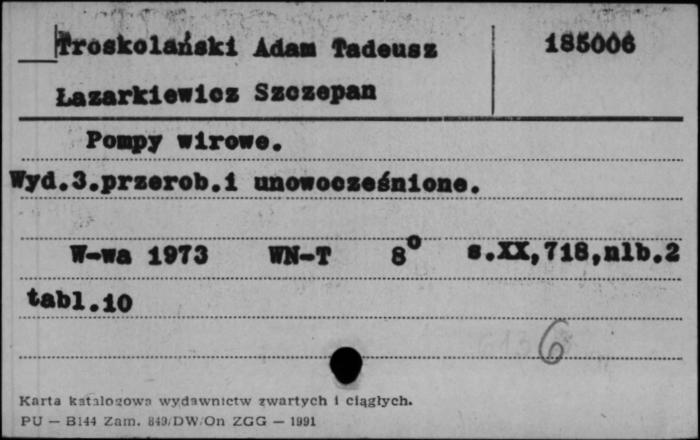 Troskolański Adam Tadeusz 185006
Łazarkiewicz Szczepan
Pompy wirowe.
Wyd.3.przerob.i unowocześnione.
W-wa 1973 WN-T 8° s.XX,718,nlb.2
tabl.10
6
Karta katalogowa wydawnictw zwartych i ciągłych.
PU — B144 Zam. 849/DW/On ZGG — 1991